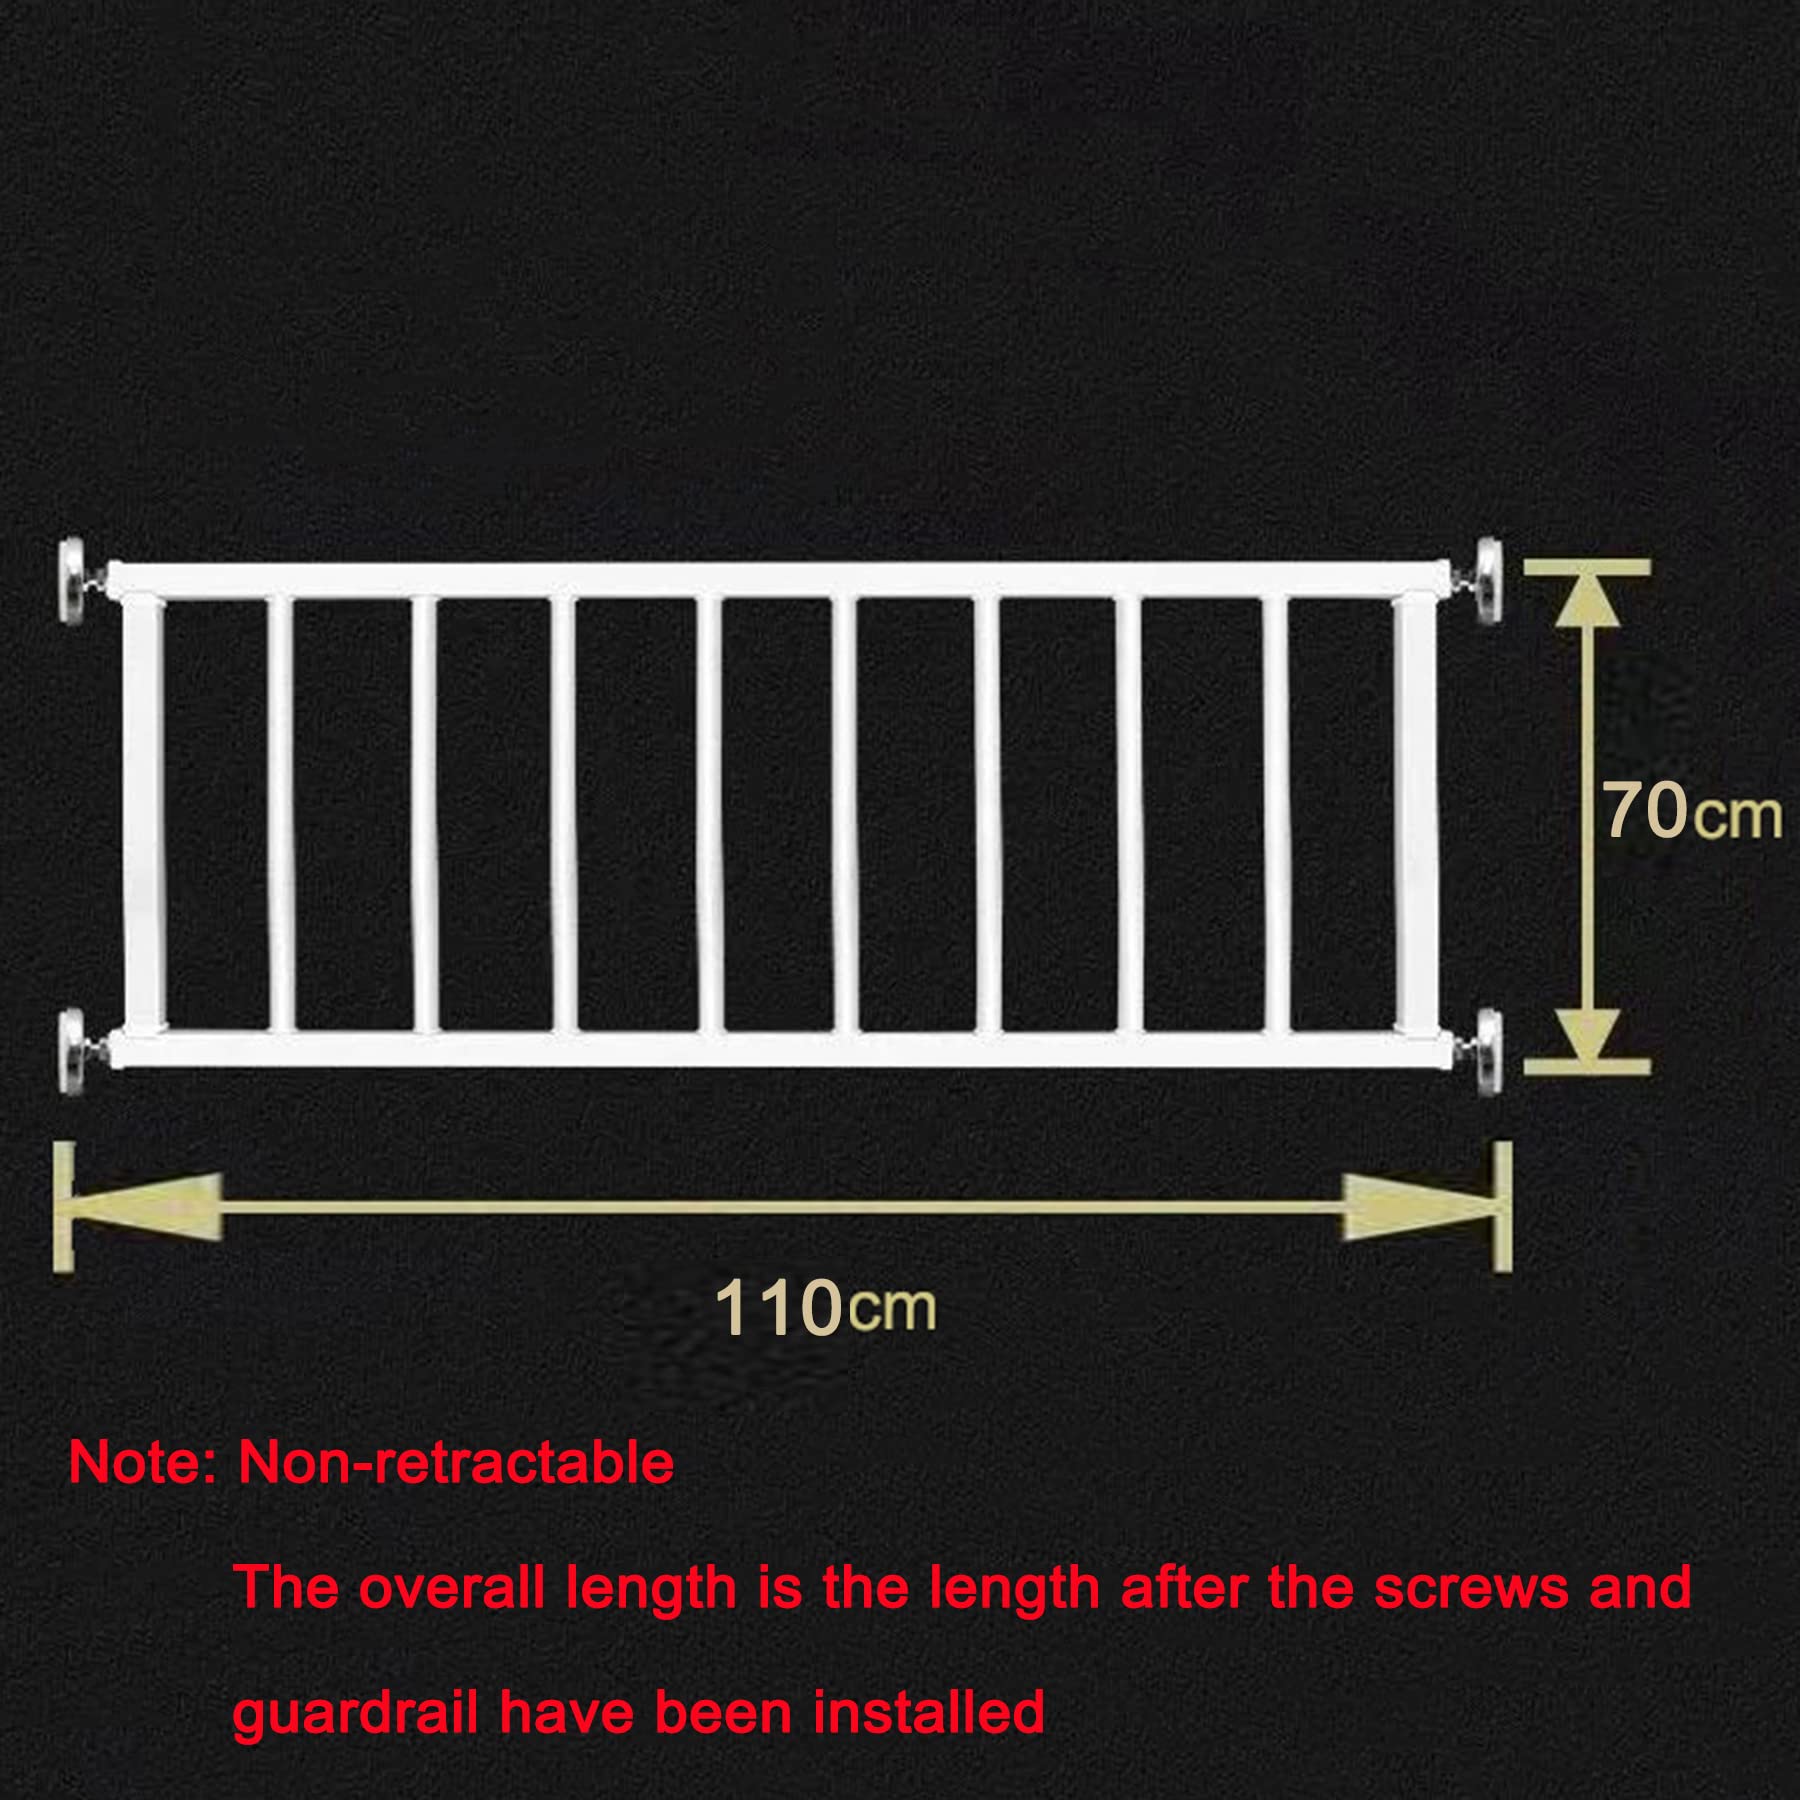 70cm
110cm
Note: Non-retractable
The overall length is the length after the screws and
guardrail have been installed